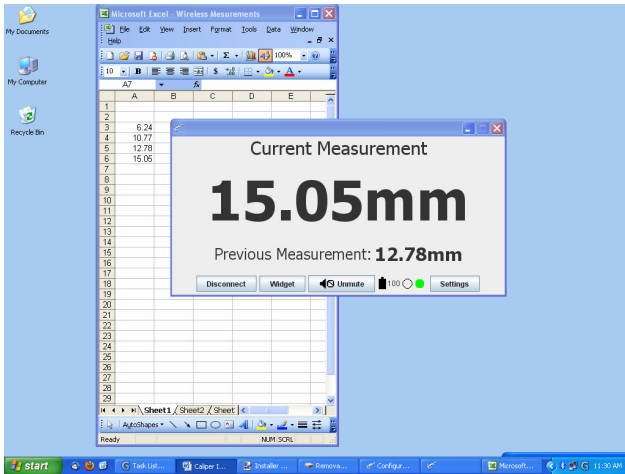 My Documents
My Computer
Recycle Bin
Microsoft Excel - Wireless Mesurements
File Edit View Insert Format Tools Data Window
Help
Σ 100%
10 B $
A7 fx
A B C D E
1
2
3 6.24
4 10.77
5 12.78
6 15.05
7
8
9
10
11
12
13
14
15
16
17
18
19
20
21
22
23
24
25
26
27
28
29
Current Measurement
15.05mm
Previous Measurement: 12.78mm
Disconnect Widget Unmute 100 Settings
Sheet1 Sheet2 Sheet
AutoShapes
Ready NUM SCRL
start Task List... Caliper I... Installer ... Remova... Configur... Microsoft... 11:30 AM